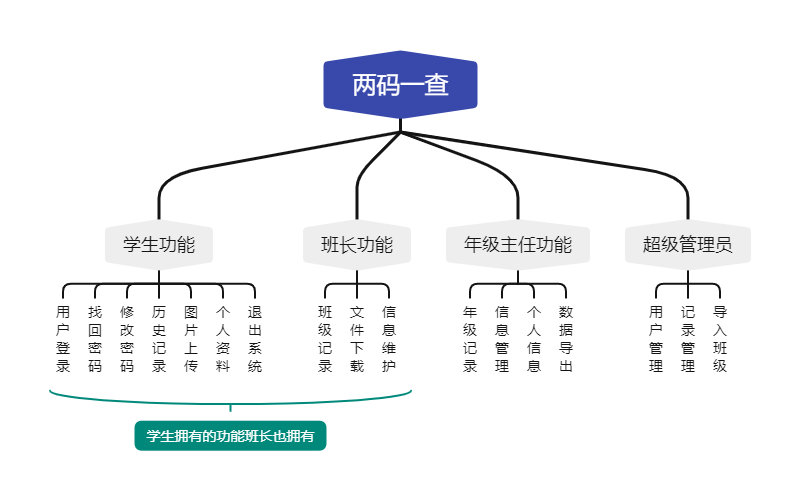 两码一查
学生功能
班长功能
年级主任功能
超级管理员
用户登录
找回密码
修改密码
历史记录
图片上传
个人资料
退出系统
班级记录
文件下载
信息维护
年级记录
信息管理
个人信息
数据导出
用户管理
记录管理
导入班级
学生拥有的功能班长也拥有